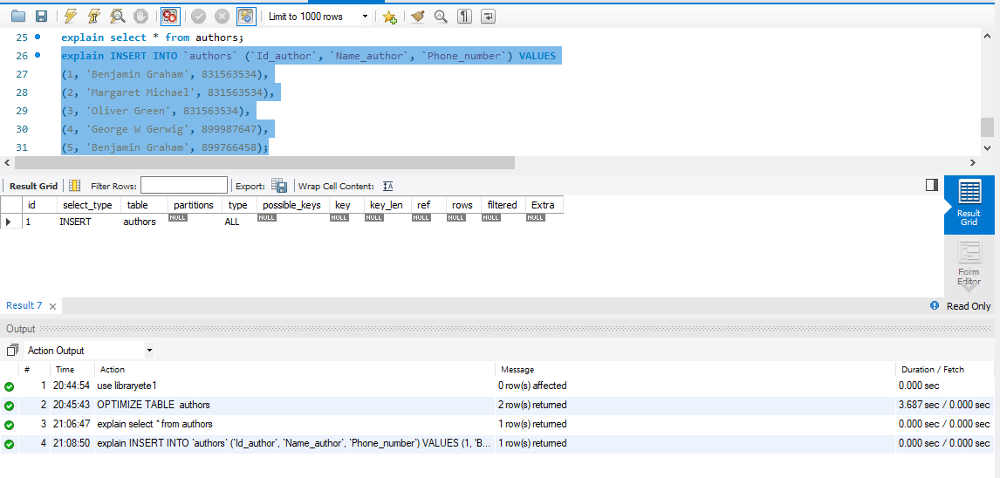 Limit to 1000 rows
25 explain select * from authors;
26 explain INSERT INTO `authors` (`Id_author`, `Name_author`, `Phone_number`) VALUES
27 (1, 'Benjamin Graham', 831563534),
28 (2, 'Margaret Michael', 831563534),
29 (3, 'Oliver Green', 831563534),
30 (4, 'George W Gerwig', 899987647),
31 (5, 'Benjamin Graham', 899766458);
Result Grid Filter Rows: Export: Wrap Cell Content:
id select_type table partitions type possible_keys key key_len ref rows filtered Extra
1 INSERT authors NULL ALL NULL NULL NULL NULL NULL NULL NULL
Result
Grid
Form
Editor
Result 7 Read Only
Output
Action Output
# Time Action Message Duration / Fetch
1 20:44:54 use libraryete1 0 row(s) affected 0.000 sec
2 20:45:43 OPTIMIZE TABLE authors 2 row(s) returned 3.687 sec / 0.000 sec
3 21:06:47 explain select * from authors 1 row(s) returned 0.000 sec / 0.000 sec
4 21:08:50 explain INSERT INTO `authors` (`Id_author`, `Name_author`, `Phone_number`) VALUES (1, 'B... 1 row(s) returned 0.000 sec / 0.000 sec